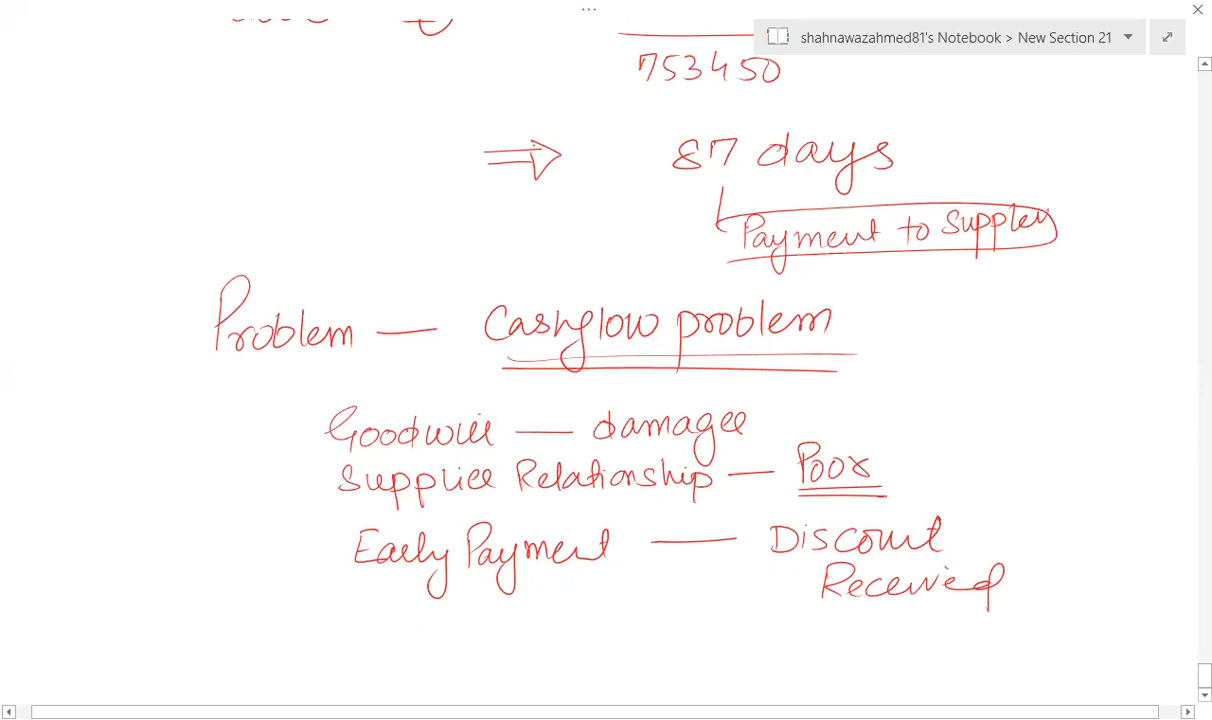 shahnawazahmed81's Notebook > New Section 21
753450
⇒ 87 days
Payment to Supplier
Problem — Cashflow problem
Goodwill — damage
Supplier Relationship — Poor
Early Payment — Discount
Received